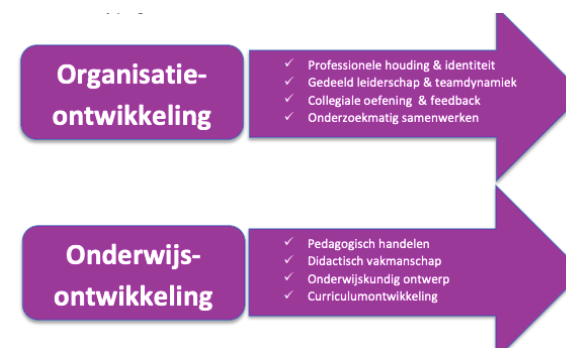 Organisatie-
ontwikkeling
✓ Professionele houding & identiteit
✓ Gedeeld leiderschap & teamdynamiek
✓ Collegiale oefening & feedback
✓ Onderzoekmatig samenwerken
Onderwijs-
ontwikkeling
✓ Pedagogisch handelen
✓ Didactisch vakmanschap
✓ Onderwijskundig ontwerp
✓ Curriculumontwikkeling